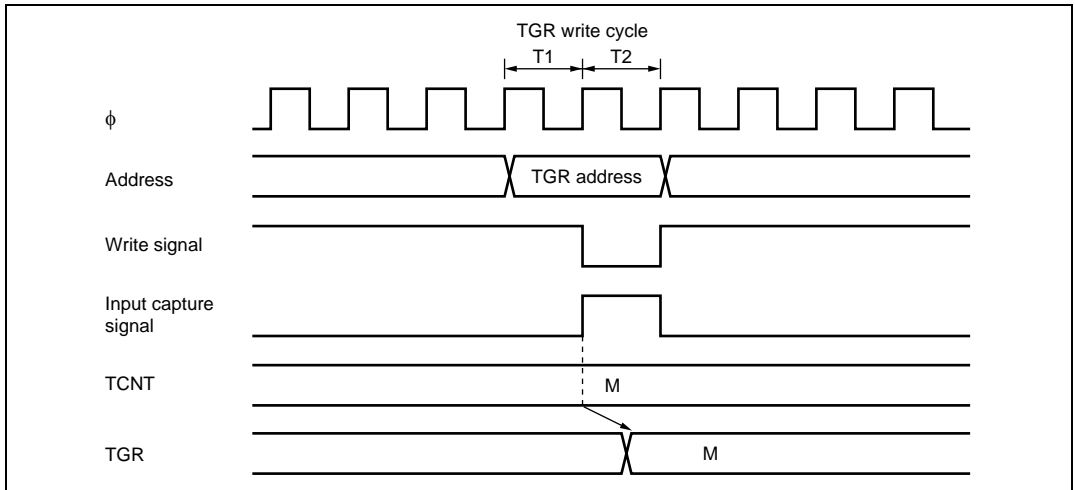 TGR write cycle
T1 T2
ϕ
Address
TGR address
Write signal
Input capture
signal
TCNT
M
TGR
M